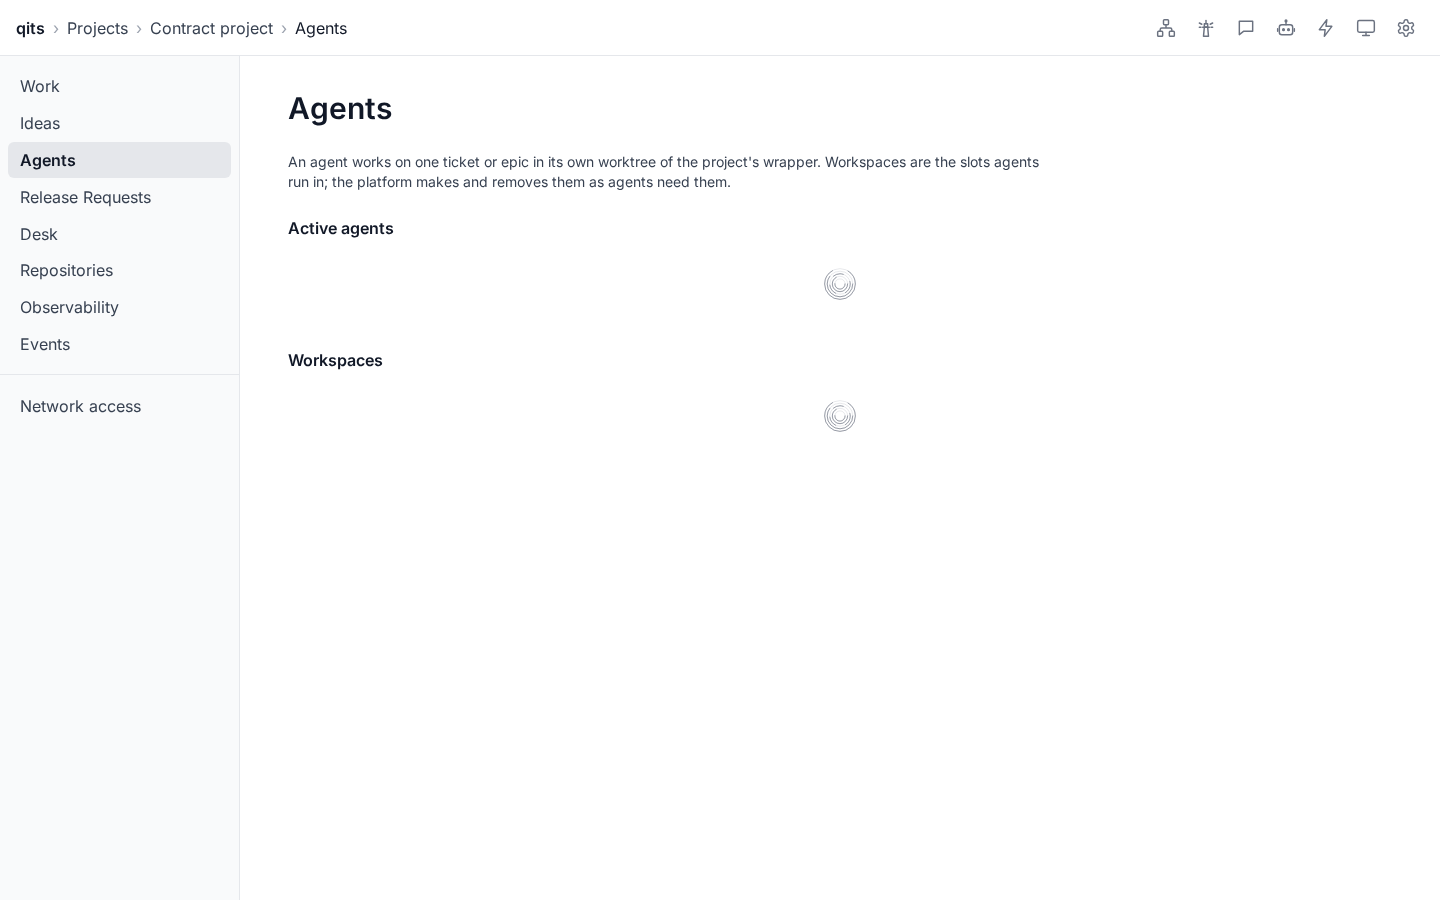 qits › Projects › Contract project › Agents
Work
Ideas
Agents
Release Requests
Desk
Repositories
Observability
Events
Network access
Agents
An agent works on one ticket or epic in its own worktree of the project's wrapper. Workspaces are the slots agents
run in; the platform makes and removes them as agents need them.
Active agents
Workspaces